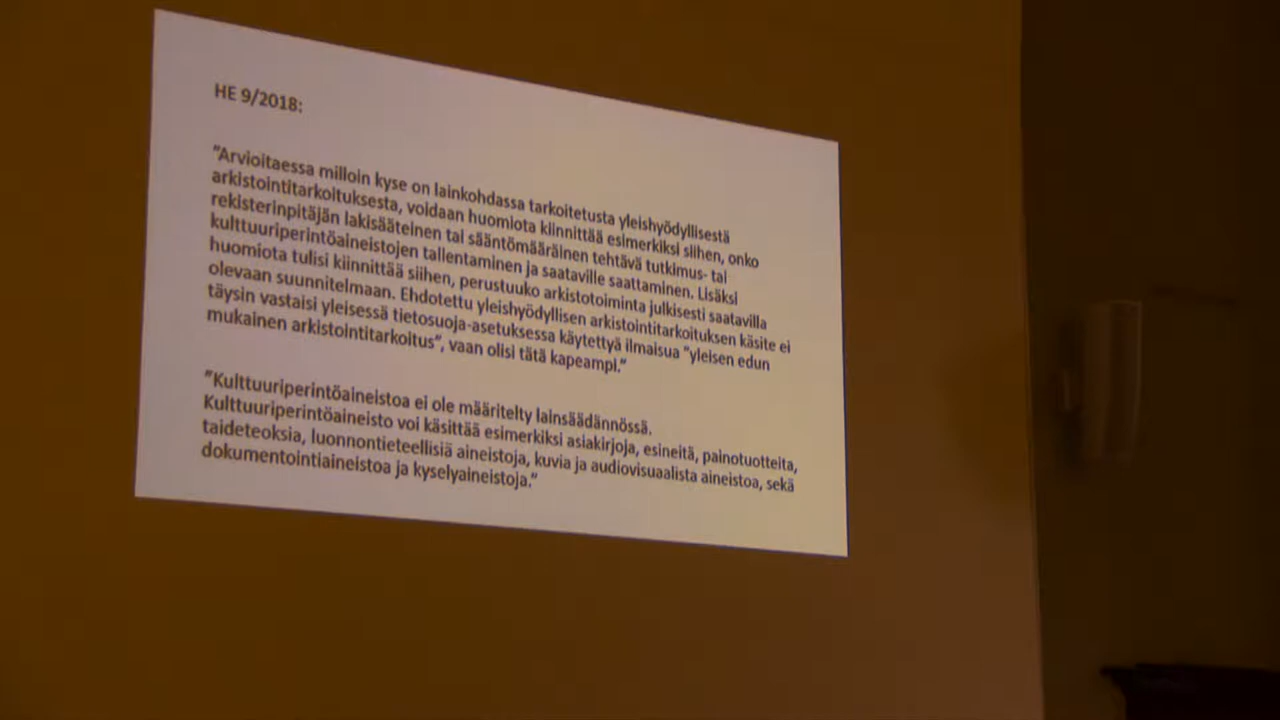 HE 9/2018:
"Arvioitaessa milloin kyse on lainkohdassa tarkoitetusta yleishyödyllisestä
arkistointitarkoituksesta, voidaan huomiota kiinnittää esimerkiksi siihen, onko
rekisterinpitäjän lakisääteinen tai sääntömääräinen tehtävä tutkimus- tai
kulttuuriperintöaineistojen tallentaminen ja saataville saattaminen. Lisäksi
huomiota tulisi kiinnittää siihen, perustuuko arkistotoiminta julkisesti saatavilla
olevaan suunnitelmaan. Ehdotettu yleishyödyllisen arkistointitarkoituksen käsite ei
täysin vastaisi yleisessä tietosuoja-asetuksessa käytettyä ilmaisua "yleisen edun
mukainen arkistointitarkoitus", vaan olisi tätä kapeampi."
"Kulttuuriperintöaineistoa ei ole määritelty lainsäädännössä.
Kulttuuriperintöaineisto voi käsittää esimerkiksi asiakirjoja, esineitä, painotuotteita,
taideteoksia, luonnontieteellisiä aineistoja, kuvia ja audiovisuaalista aineistoa, sekä
dokumentointiaineistoa ja kyselyaineistoja."